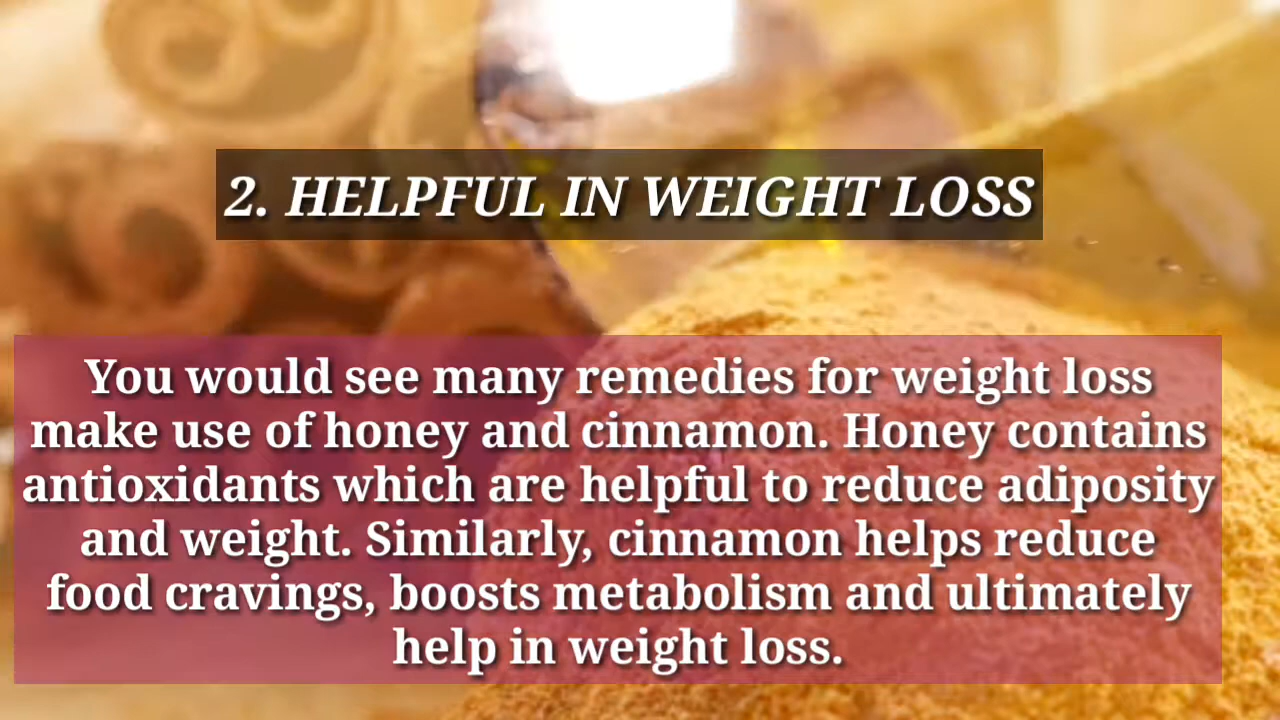 2. HELPFUL IN WEIGHT LOSS
You would see many remedies for weight loss
make use of honey and cinnamon. Honey contains
antioxidants which are helpful to reduce adiposity
and weight. Similarly, cinnamon helps reduce
food cravings, boosts metabolism and ultimately
help in weight loss.